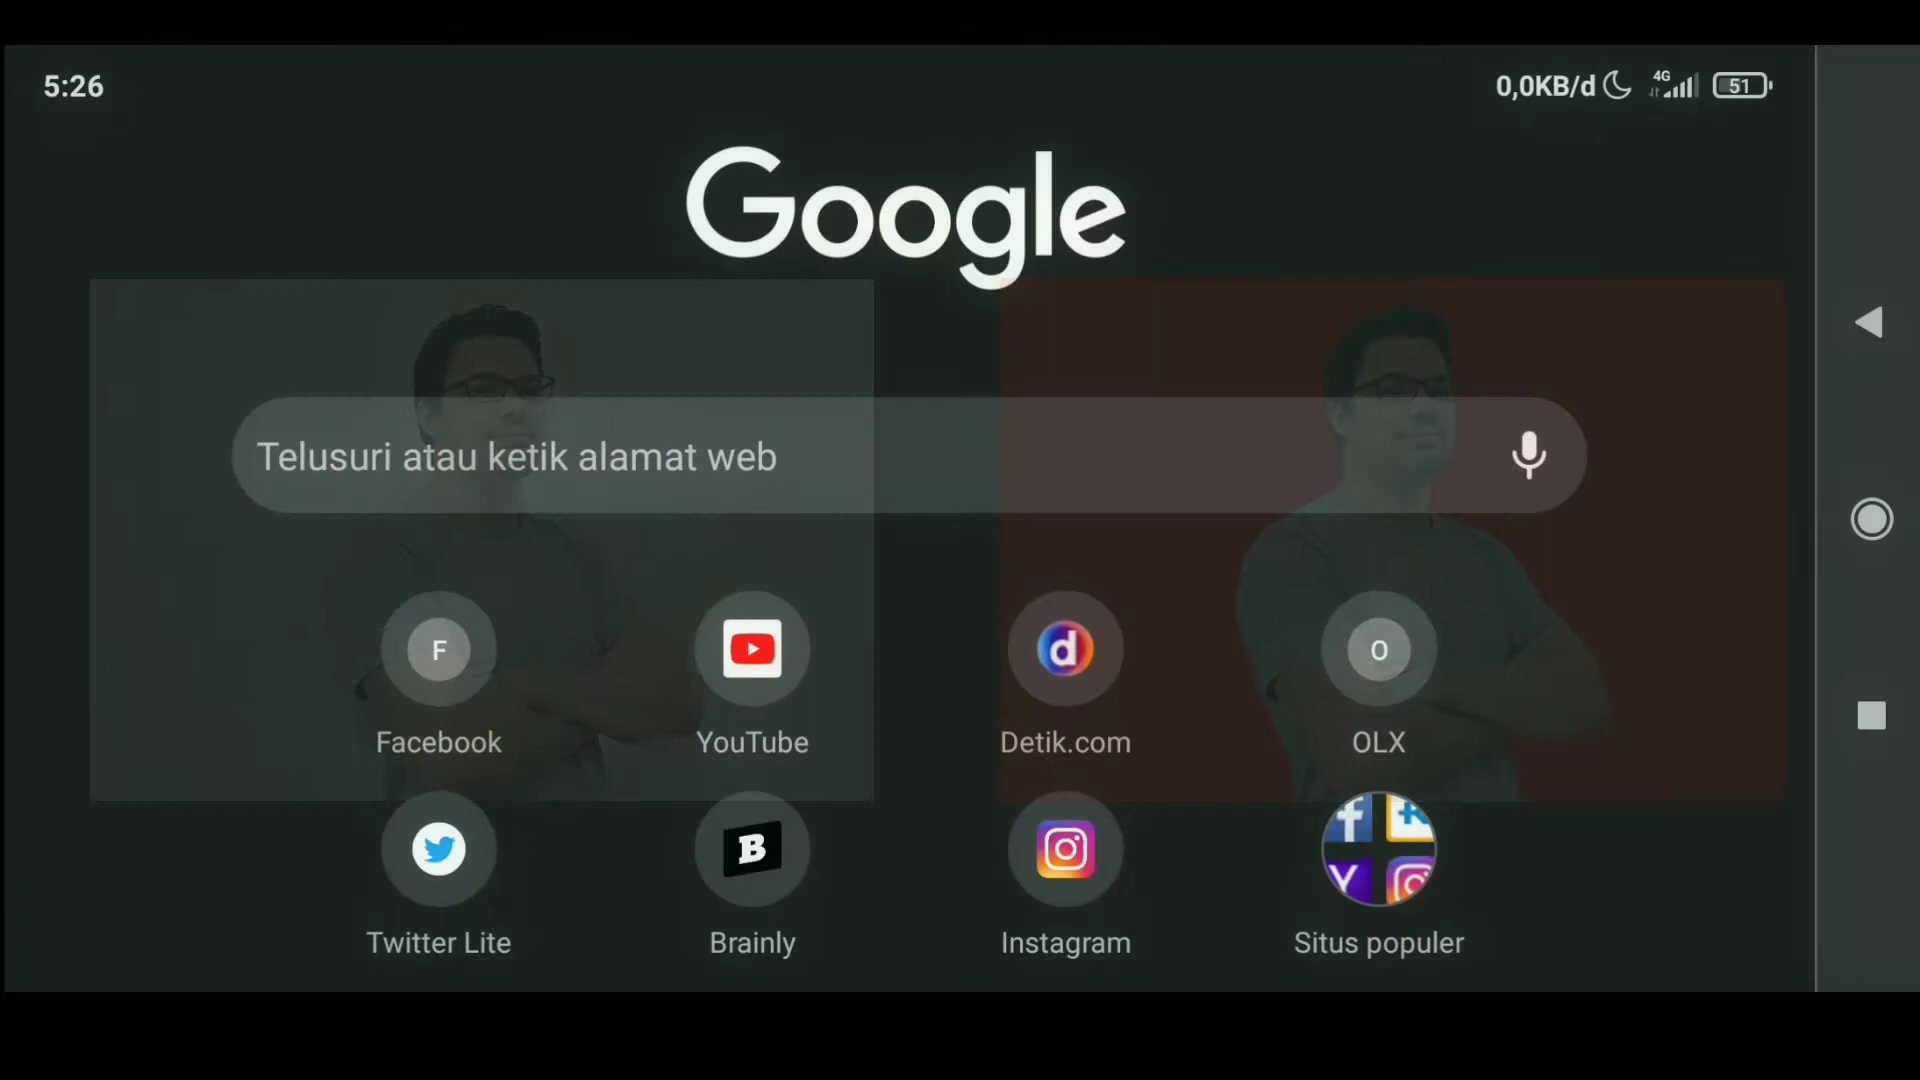 5:26
0,0KB/d 4G 51
Google
Telusuri atau ketik alamat web
F
O
Facebook
YouTube
Detik.com
OLX
Twitter Lite
Brainly
Instagram
Situs populer